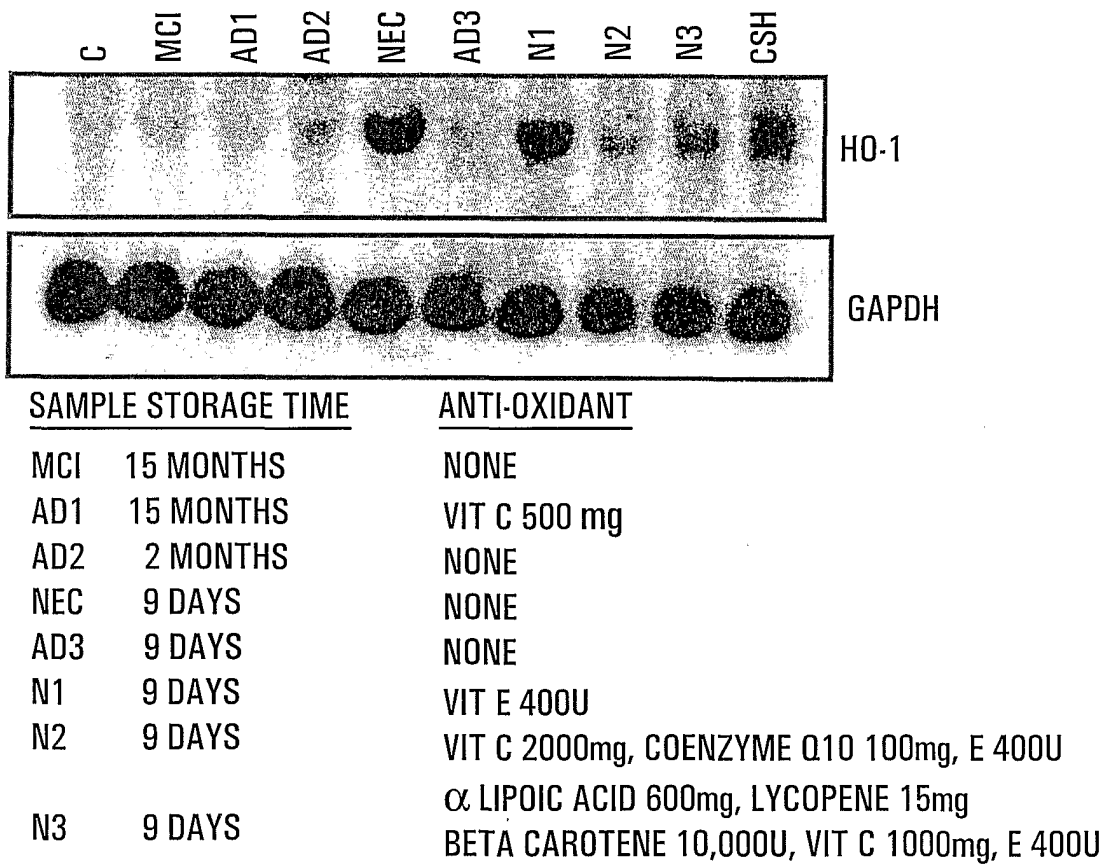 C MCI AD1 AD2 NEC AD3 N1 N2 N3 CSH
HO-1
GAPDH
SAMPLE STORAGE TIME ANTI-OXIDANT
MCI 15 MONTHS NONE
AD1 15 MONTHS VIT C 500 mg
AD2 2 MONTHS NONE
NEC 9 DAYS NONE
AD3 9 DAYS NONE
N1 9 DAYS VIT E 400U
N2 9 DAYS VIT C 2000mg, COENZYME Q10 100mg, E 400U
α LIPOIC ACID 600mg, LYCOPENE 15mg
N3 9 DAYS BETA CAROTENE 10,000U, VIT C 1000mg, E 400U